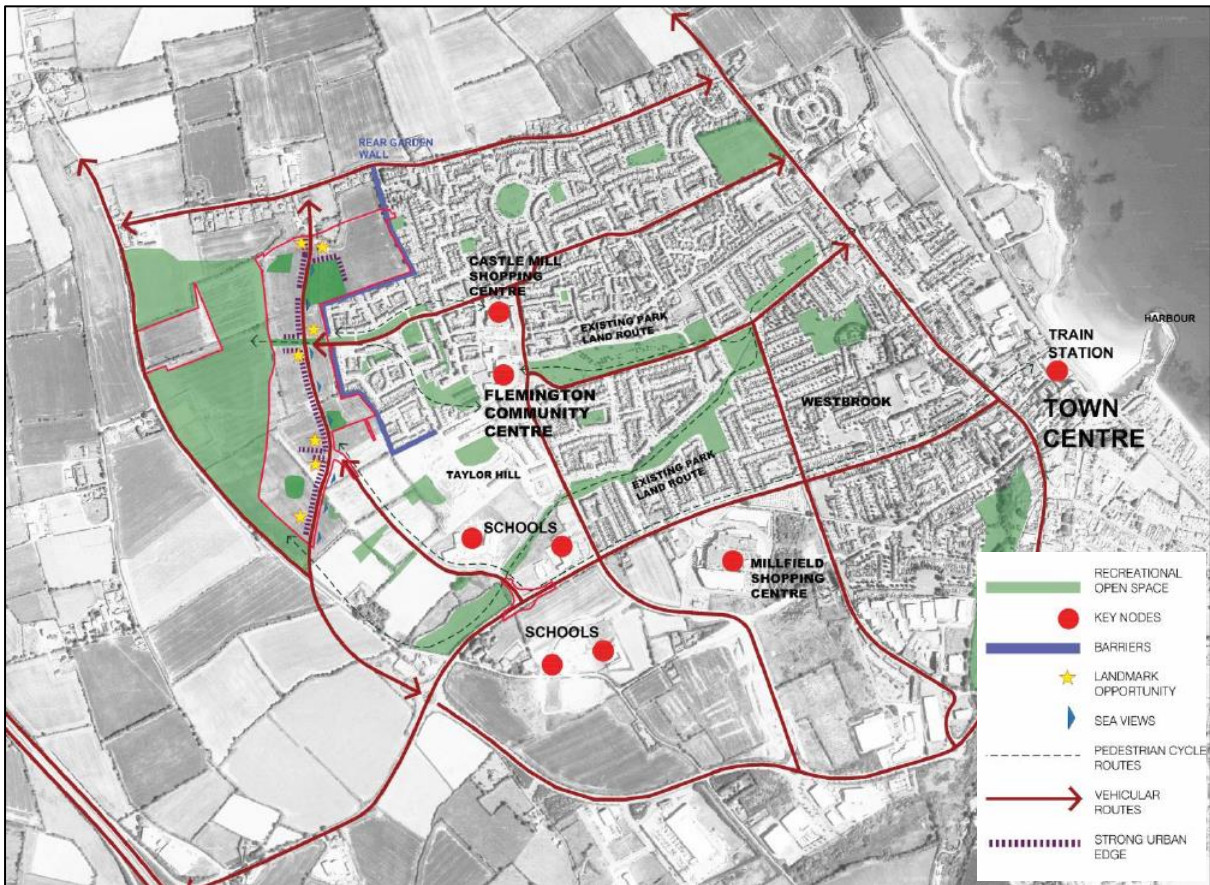 REAR GARDEN
WALL
CASTLE MILL
SHOPPING
CENTRE
EXISTING PARK
LAND ROUTE
HARBOUR
TRAIN
STATION
FLEMINGTON
COMMUNITY
CENTRE
WESTBROOK
TOWN
CENTRE
TAYLOR HILL
EXISTING PARK
LAND ROUTE
SCHOOLS
MILLFIELD
SHOPPING
CENTRE
SCHOOLS
RECREATIONAL
OPEN SPACE
KEY NODES
BARRIERS
LANDMARK
OPPORTUNITY
SEA VIEWS
PEDESTRIAN CYCLE
ROUTES
VEHICULAR
ROUTES
STRONG URBAN
EDGE